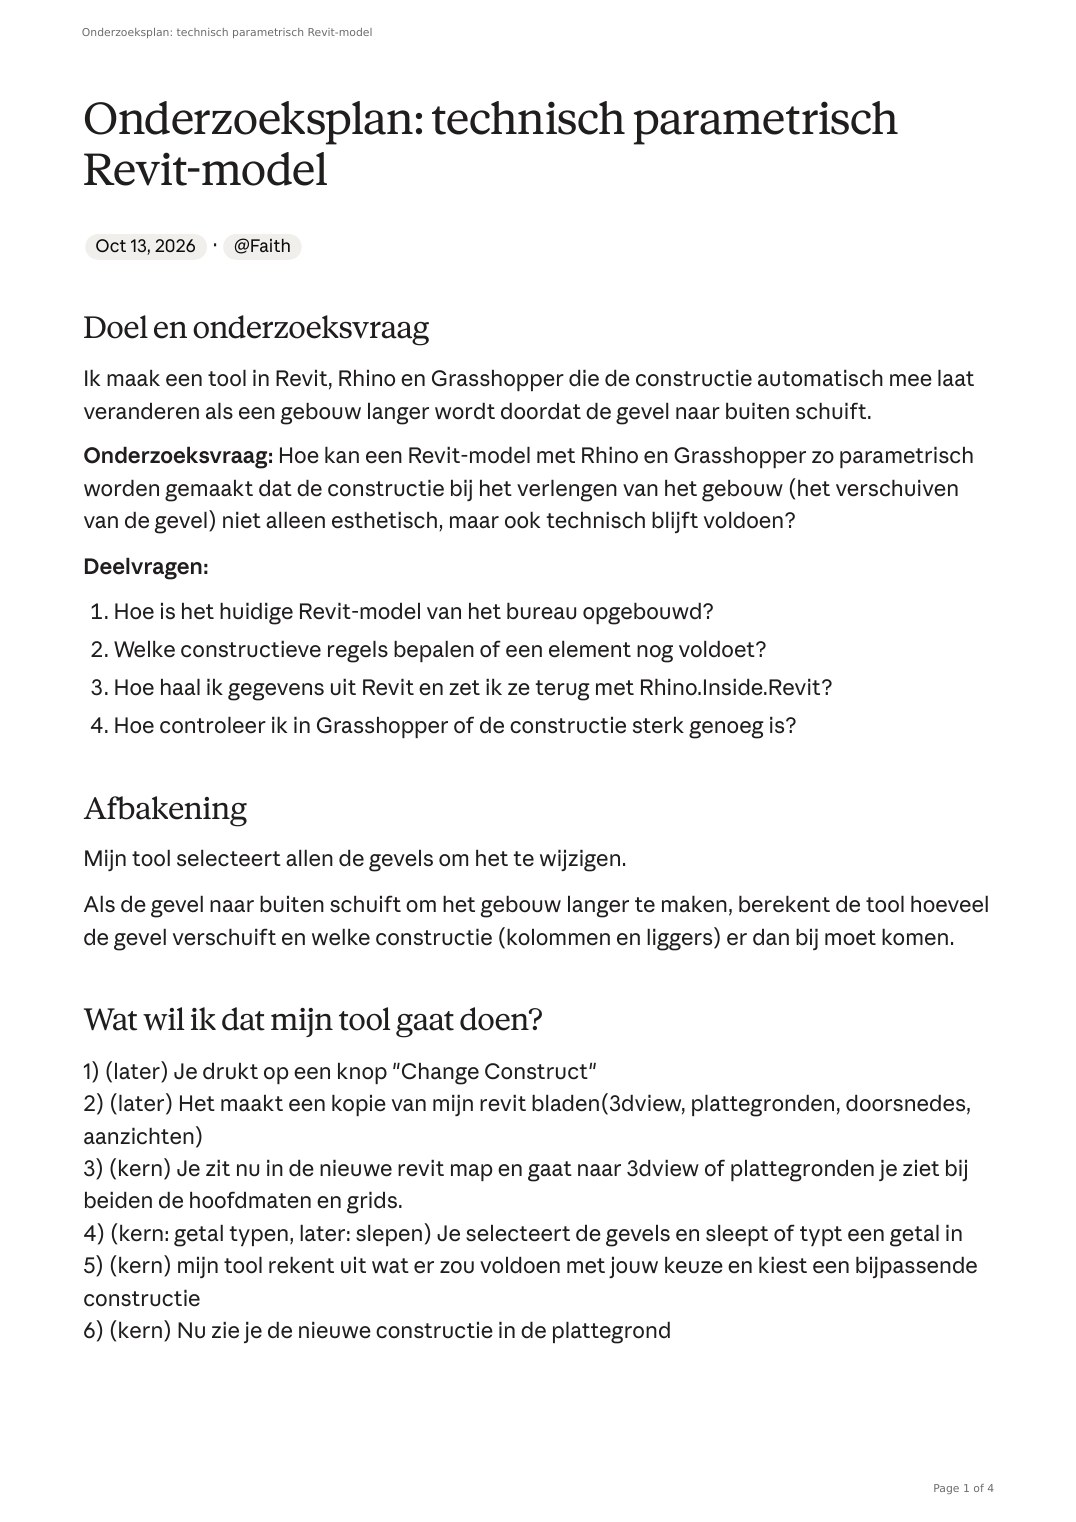 Onderzoeksplan: technisch parametrisch Revit-model
Onderzoeksplan: technisch parametrisch
Revit-model
Oct 13, 2026 · @Faith
Doel en onderzoeksvraag
Ik maak een tool in Revit, Rhino en Grasshopper die de constructie automatisch mee laat
veranderen als een gebouw langer wordt doordat de gevel naar buiten schuift.
Onderzoeksvraag: Hoe kan een Revit-model met Rhino en Grasshopper zo parametrisch
worden gemaakt dat de constructie bij het verlengen van het gebouw (het verschuiven
van de gevel) niet alleen esthetisch, maar ook technisch blijft voldoen?
Deelvragen:
1. Hoe is het huidige Revit-model van het bureau opgebouwd?
2. Welke constructieve regels bepalen of een element nog voldoet?
3. Hoe haal ik gegevens uit Revit en zet ik ze terug met Rhino.Inside.Revit?
4. Hoe controleer ik in Grasshopper of de constructie sterk genoeg is?
Afbakening
Mijn tool selecteert allen de gevels om het te wijzigen.
Als de gevel naar buiten schuift om het gebouw langer te maken, berekent de tool hoeveel
de gevel verschuift en welke constructie (kolommen en liggers) er dan bij moet komen.
Wat wil ik dat mijn tool gaat doen?
1) (later) Je drukt op een knop "Change Construct"
2) (later) Het maakt een kopie van mijn revit bladen(3dview, plattegronden, doorsnedes,
aanzichten)
3) (kern) Je zit nu in de nieuwe revit map en gaat naar 3dview of plattegronden je ziet bij
beiden de hoofdmaten en grids.
4) (kern: getal typen, later: slepen) Je selecteert de gevels en sleept of typt een getal in
5) (kern) mijn tool rekent uit wat er zou voldoen met jouw keuze en kiest een bijpassende
constructie
6) (kern) Nu zie je de nieuwe constructie in de plattegrond
Page 1 of 4